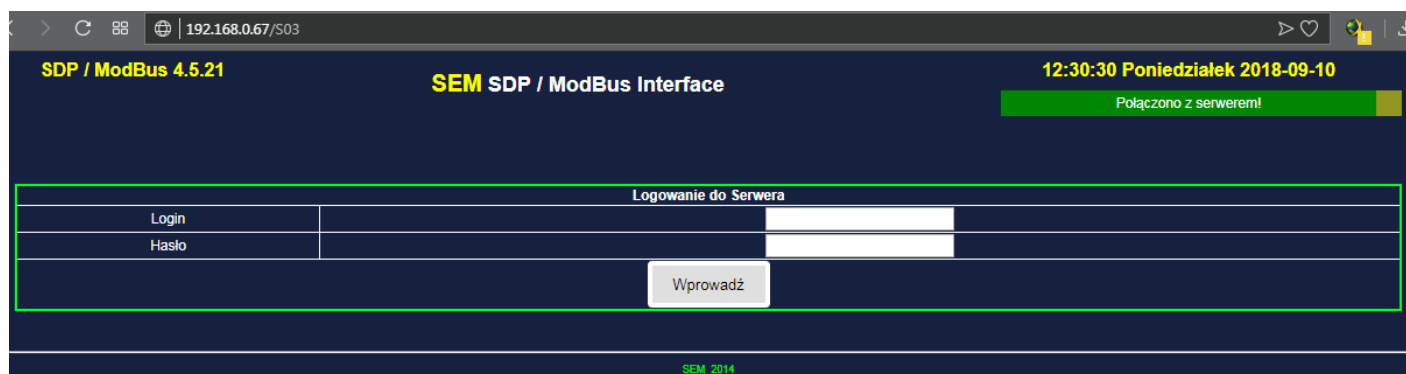 192.168.0.67/S03
SDP / ModBus 4.5.21
SEM SDP / ModBus Interface
12:30:30 Poniedziałek 2018-09-10
Połączono z serwerem!
Logowanie do Serwera
Login
Hasło
Wprowadź
SEM 2014